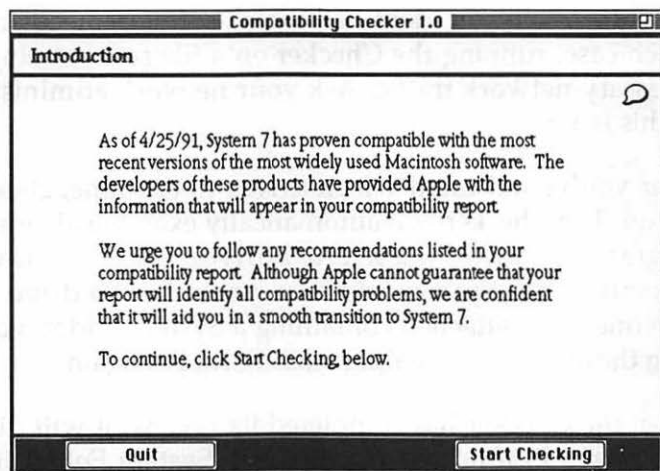 Compatibility Checker 1.0
Introduction
As of 4/25/91, System 7 has proven compatible with the most
recent versions of the most widely used Macintosh software. The
developers of these products have provided Apple with the
information that will appear in your compatibility report.
We urge you to follow any recommendations listed in your
compatibility report. Although Apple cannot guarantee that your
report will identify all compatibility problems, we are confident
that it will aid you in a smooth transition to System 7.
To continue, click Start Checking, below.
Quit
Start Checking